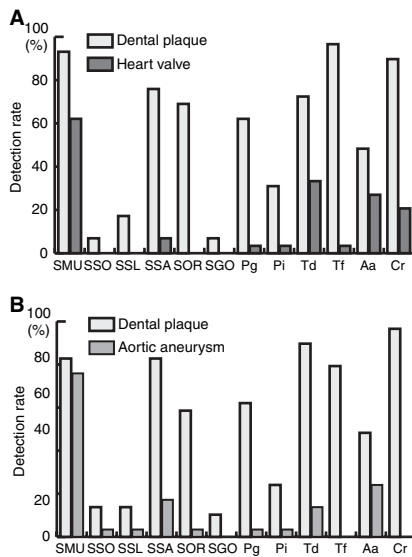 A
100
(%)
Dental plaque
Heart valve
80
60
40
20
0
Detection rate
SMU SSO SSL SSA SOR SGO Pg Pi Td Tf Aa Cr
B
100
(%)
Dental plaque
Aortic aneurysm
80
60
40
20
0
Detection rate
SMU SSO SSL SSA SOR SGO Pg Pi Td Tf Aa Cr